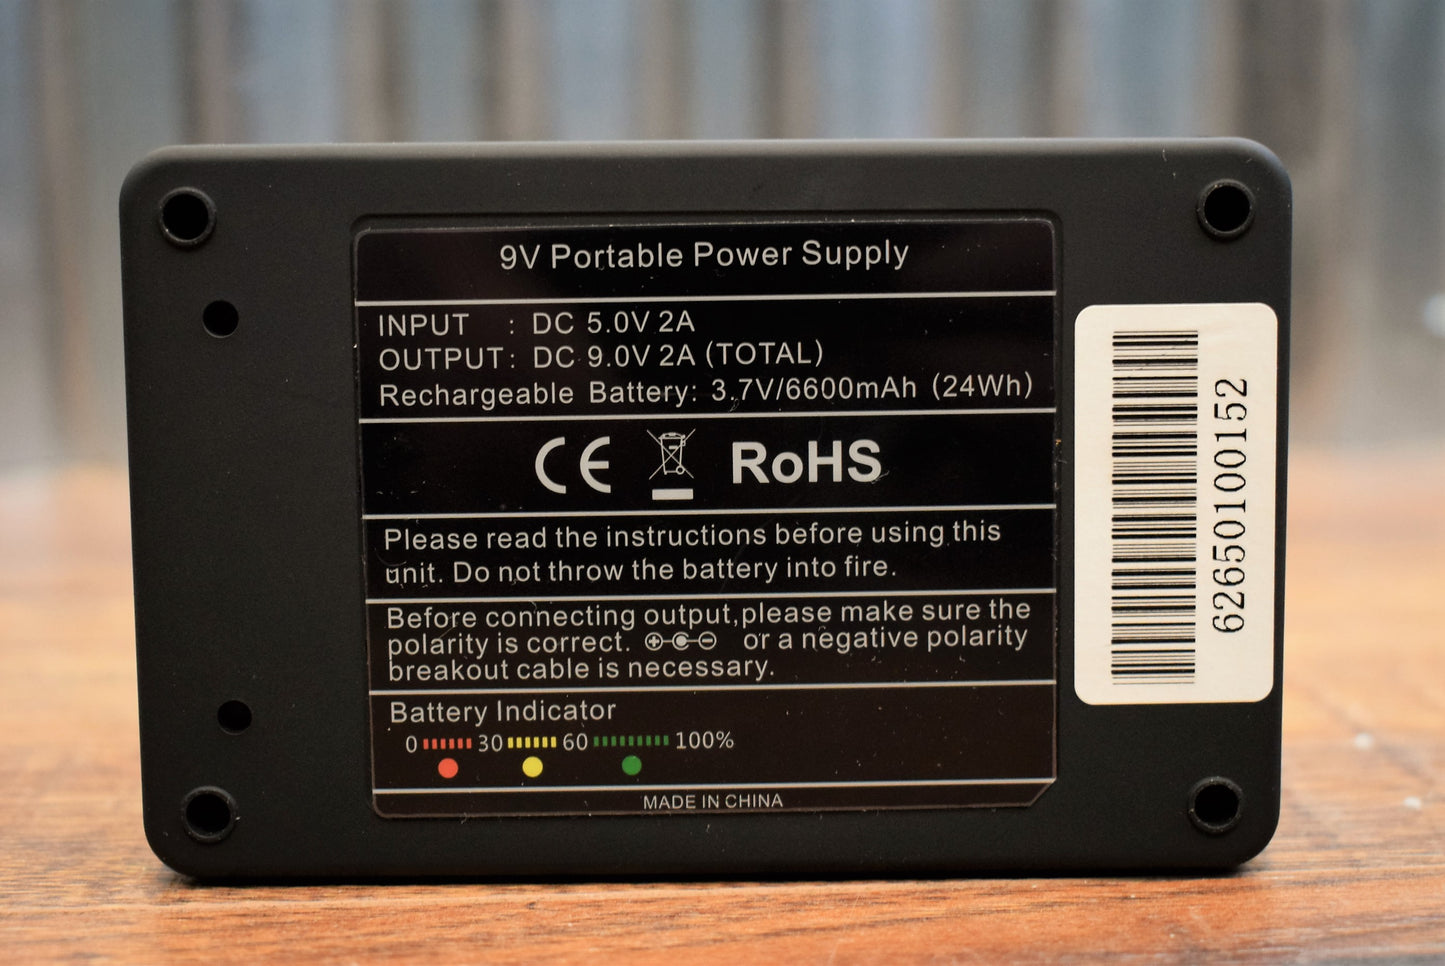 9V Portable Power Supply
INPUT : DC 5.0V 2A
OUTPUT : DC 9.0V 2A (TOTAL)
Rechargeable Battery: 3.7V/6600mAh (24Wh)
CE RoHS
Please read the instructions before using this
unit. Do not throw the battery into fire.
Before connecting output,please make sure the
polarity is correct. or a negative polarity
breakout cable is necessary.
Battery Indicator
0 30 60 100%
MADE IN CHINA
62650100152